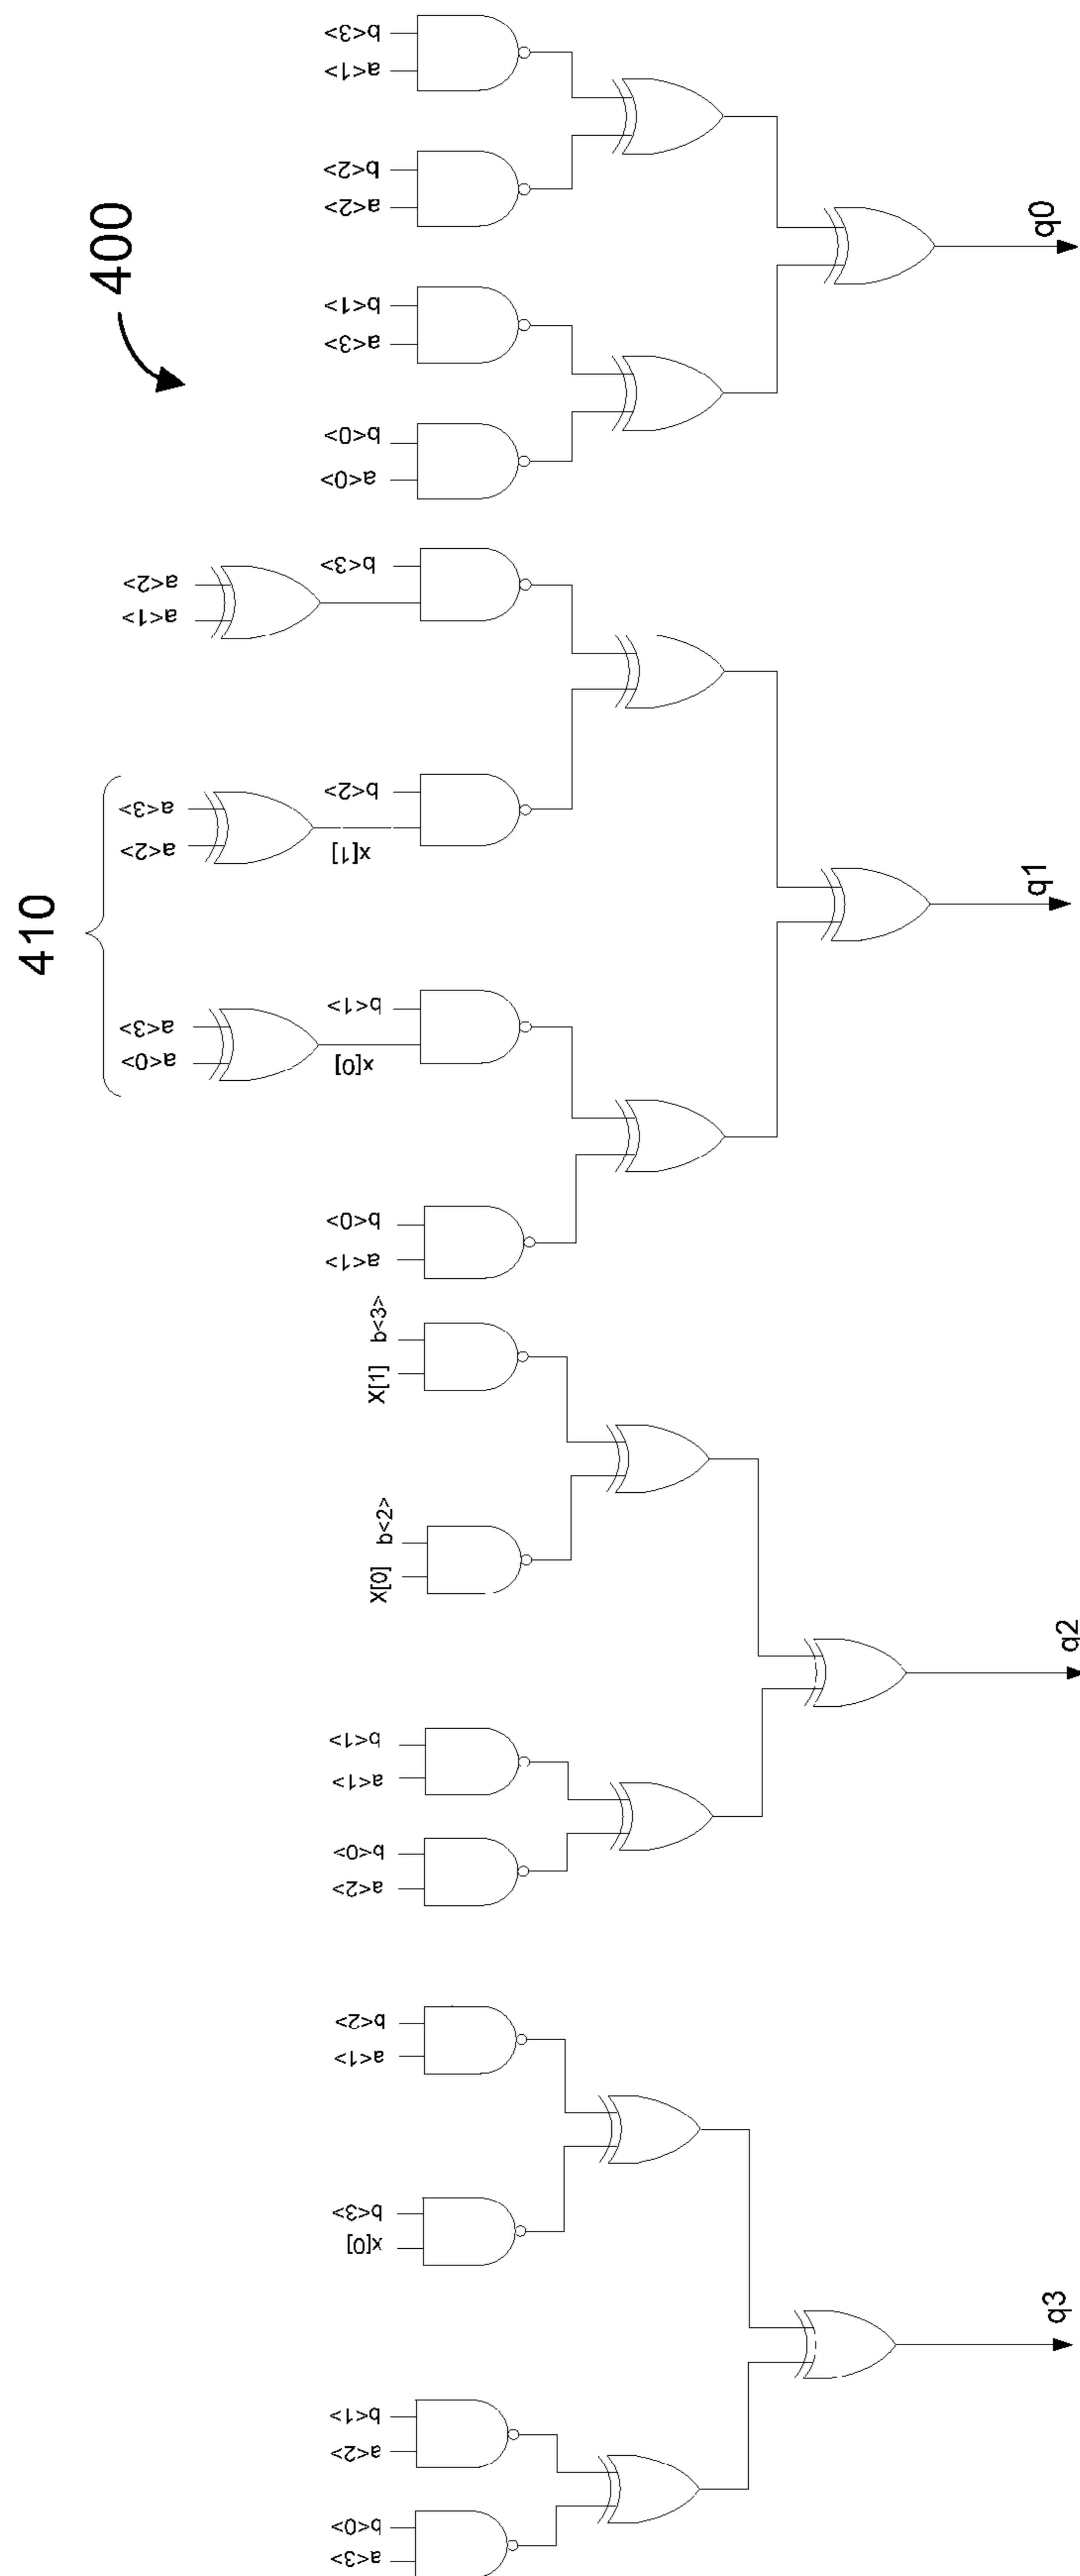 400
b<3>
a<1>
b<2>
a<2>
b<1>
a<3>
b<0>
a<0>
q0
410
a<2>
a<1>
b<3>
a<3>
a<2>
b<2>
x[1]
a<3>
a<0>
b<1>
x[0]
b<0>
a<1>
q1
b<3>
X[1]
b<2>
X[0]
b<1>
a<1>
b<0>
a<2>
q2
b<2>
a<1>
b<3>
x[0]
b<1>
a<2>
b<0>
a<3>
q3